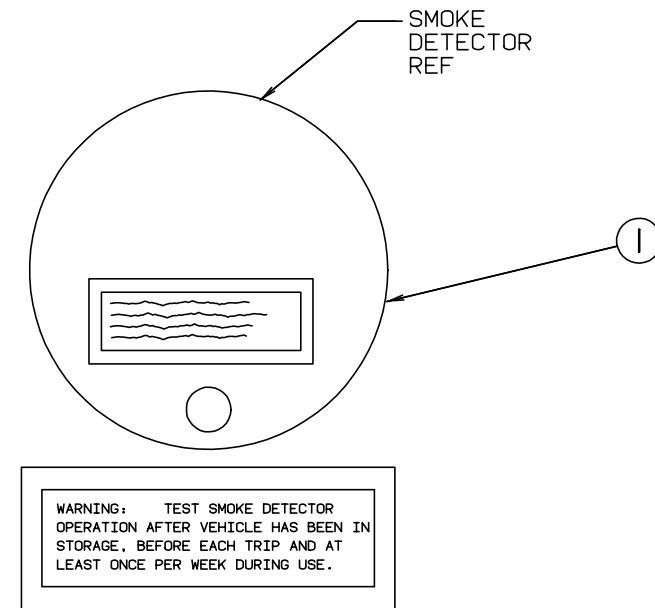 SMOKE
DETECTOR
REF
1
WARNING: TEST SMOKE DETECTOR
OPERATION AFTER VEHICLE HAS BEEN IN
STORAGE, BEFORE EACH TRIP AND AT
LEAST ONCE PER WEEK DURING USE.